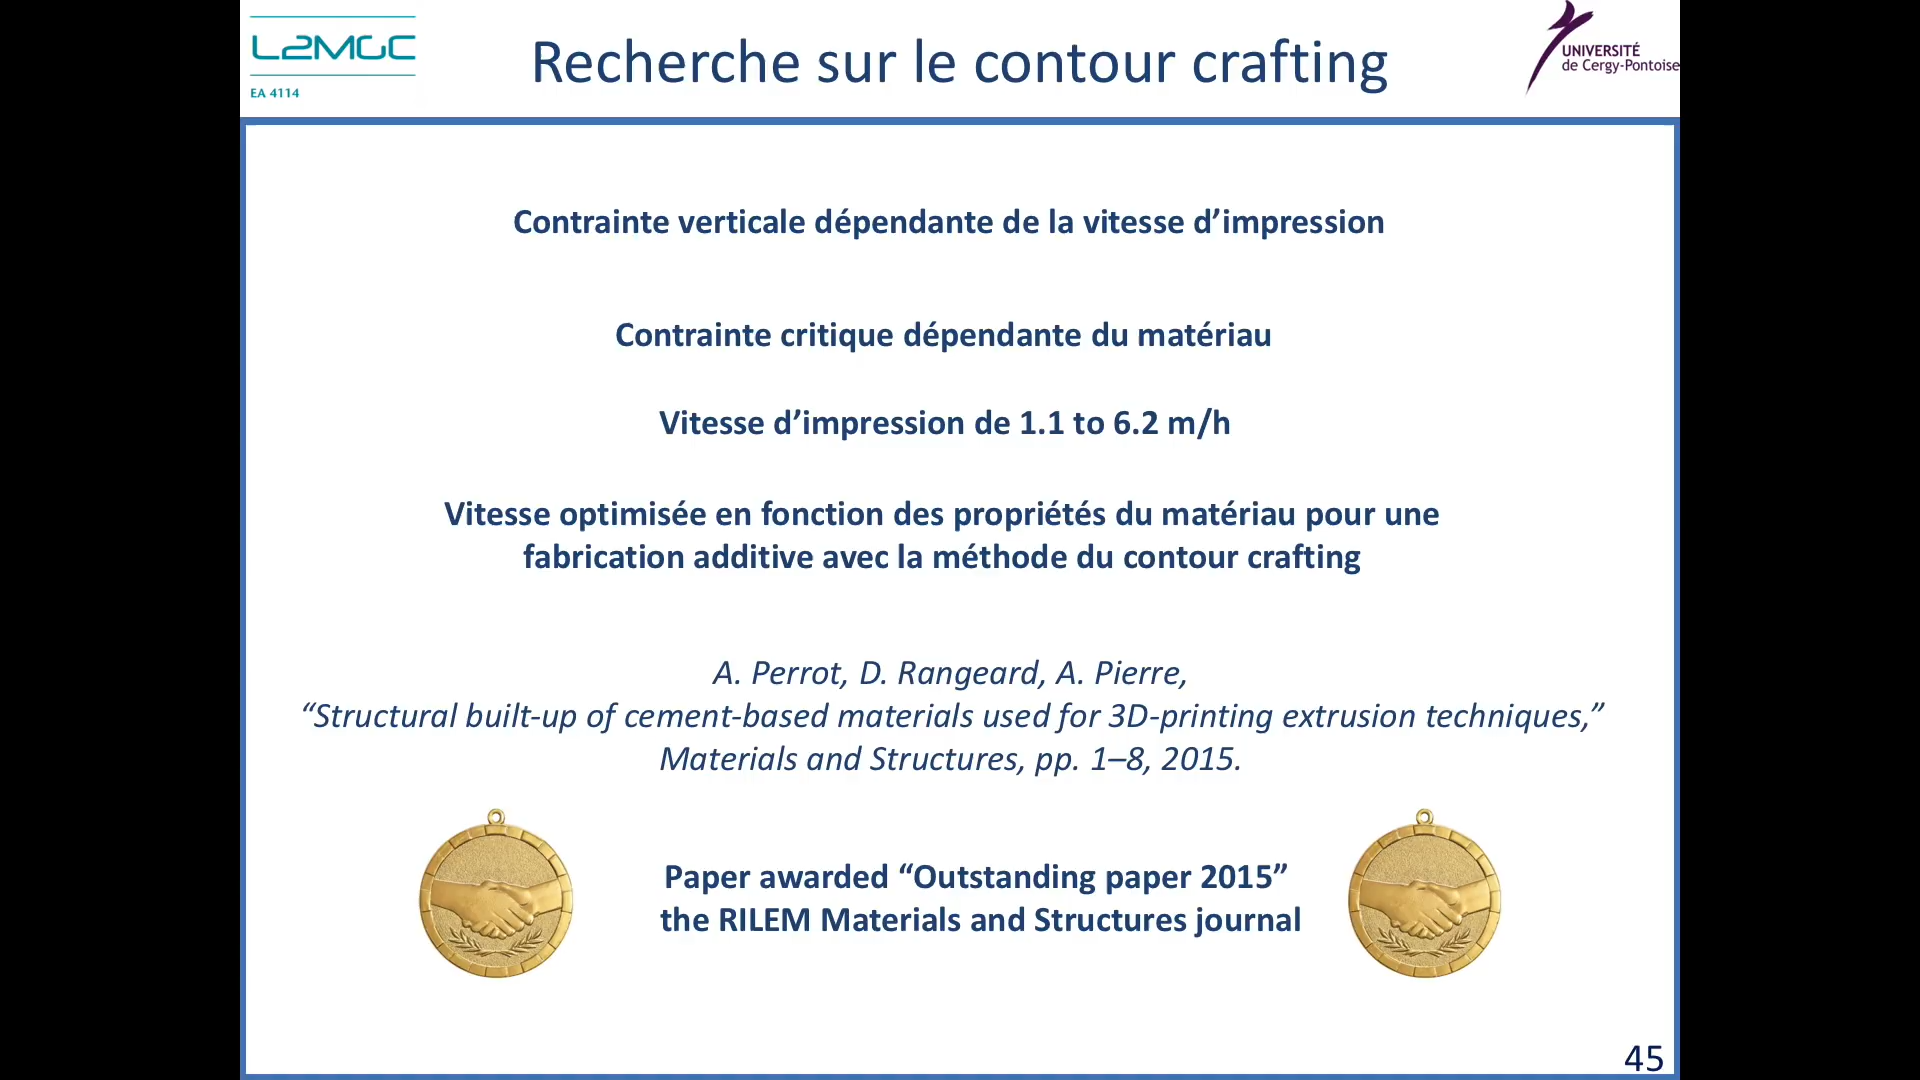 L2MGC
EA 4114
Recherche sur le contour crafting
UNIVERSITÉ
de Cergy-Pontoise
Contrainte verticale dépendante de la vitesse d’impression
Contrainte critique dépendante du matériau
Vitesse d’impression de 1.1 to 6.2 m/h
Vitesse optimisée en fonction des propriétés du matériau pour une
fabrication additive avec la méthode du contour crafting
A. Perrot, D. Rangeard, A. Pierre,
“Structural built-up of cement-based materials used for 3D-printing extrusion techniques,”
Materials and Structures, pp. 1–8, 2015.
Paper awarded “Outstanding paper 2015”
the RILEM Materials and Structures journal
45